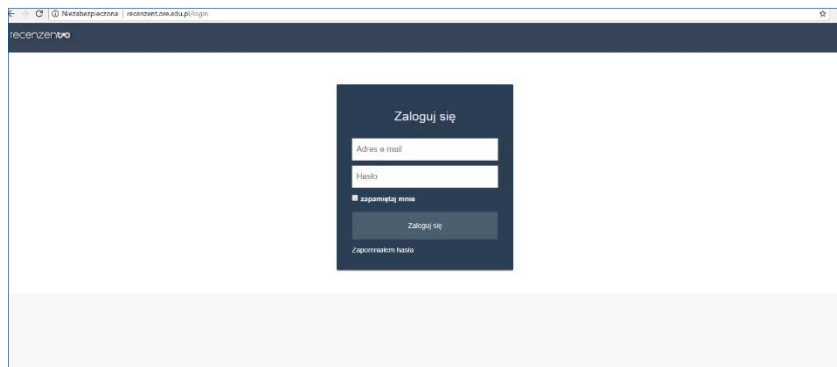 Niezabezpieczona | recenzent.ore.edu.pl/login
recenzent
Zaloguj się
Adres e-mail
Hasło
zapamiętaj mnie
Zaloguj się
Zapomniałem hasła